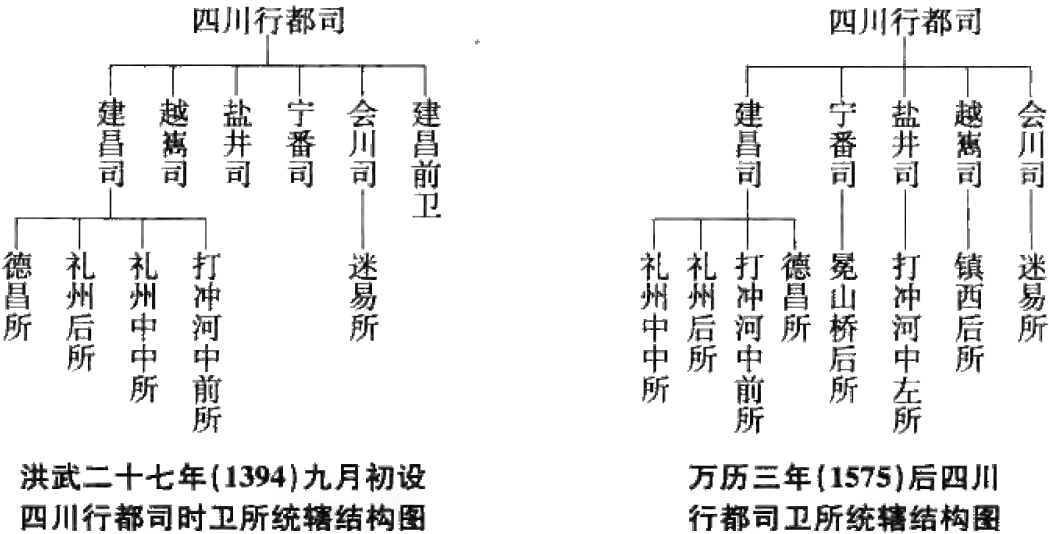 四川行都司
建昌司
越嶲司
盐井司
宁番司
会川司
建昌前卫
德昌所
礼州后所
礼州中中所
打冲河中前所
迷易所
洪武二十七年(1394)九月初设
四川行都司时卫所统辖结构图
四川行都司
建昌司
宁番司
盐井司
越嶲司
会川司
礼州中中所
礼州后所
打冲河中前所
德昌所
冕山桥后所
打冲河中左所
镇西后所
迷易所
万历三年(1575)后四川
行都司卫所统辖结构图